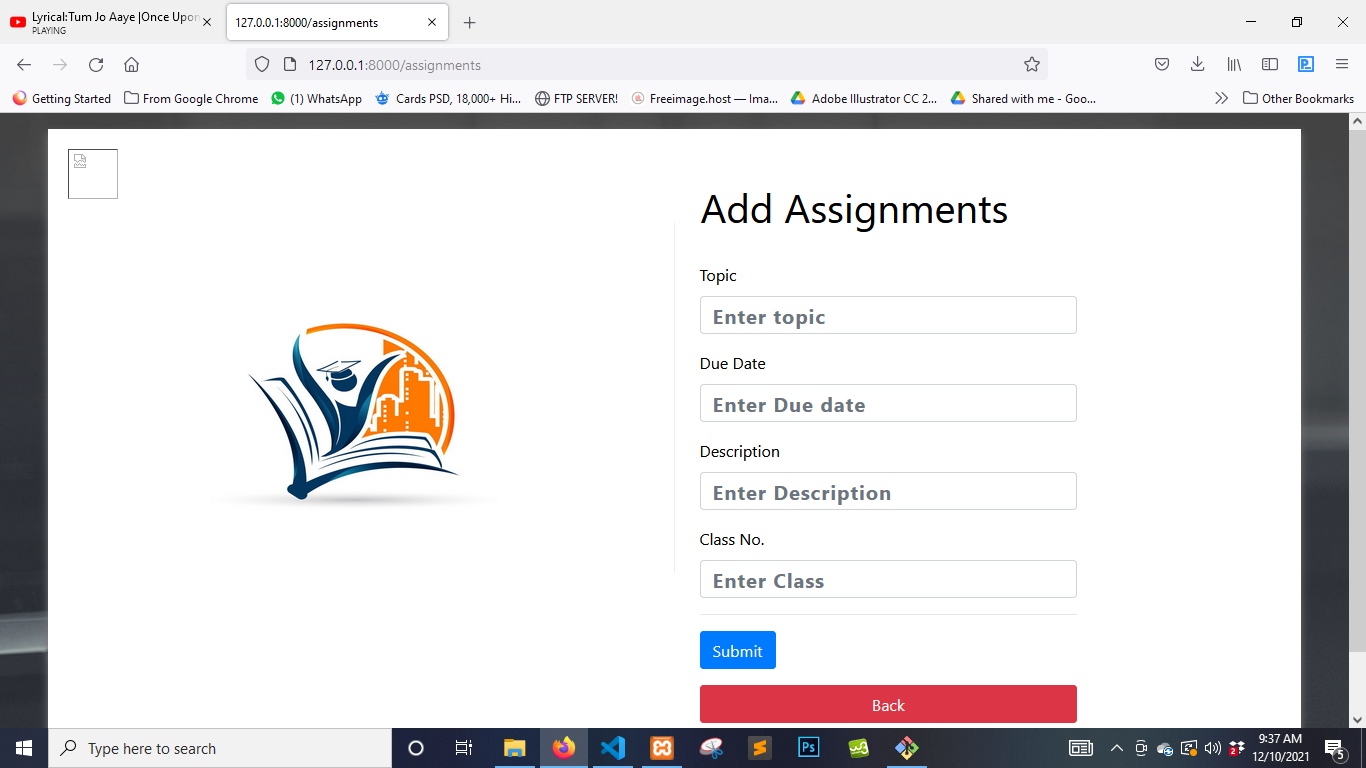 Lyrical:Tum Jo Aaye |Once Upon
PLAYING
127.0.0.1:8000/assignments
127.0.0.1:8000/assignments
Getting Started
From Google Chrome
(1) WhatsApp
Cards PSD, 18,000+ Hi...
FTP SERVER!
Freeimage.host — Ima...
Adobe Illustrator CC 2...
Shared with me - Goo...
Other Bookmarks
Add Assignments
Topic
Enter topic
Due Date
Enter Due date
Description
Enter Description
Class No.
Enter Class
Submit
Back
Type here to search
Ps
2
9:37 AM
12/10/2021
5